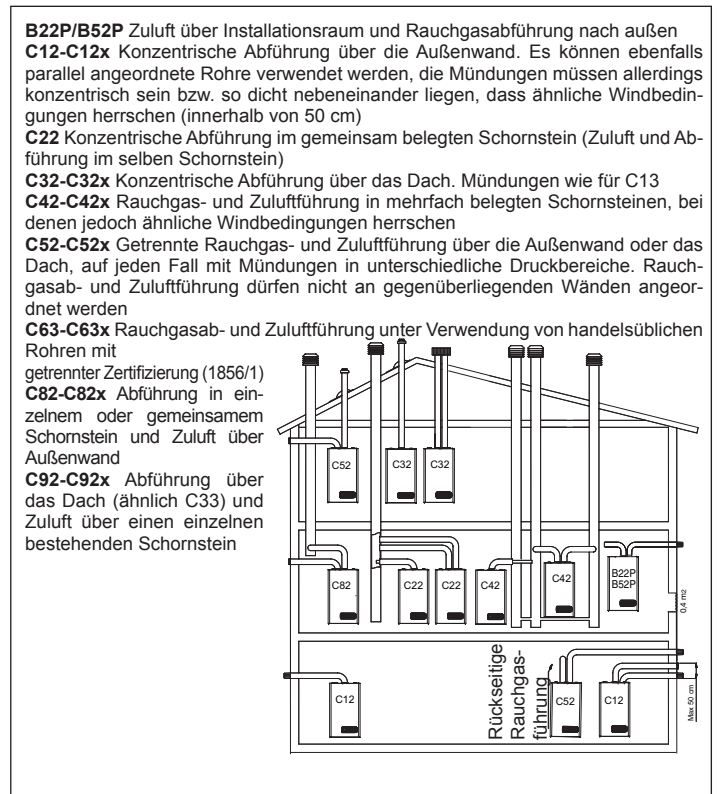 B22P/B52P Zuluft über Installationsraum und Rauchgasabführung nach außen
C12-C12x Konzentrische Abführung über die Außenwand. Es können ebenfalls
parallel angeordnete Rohre verwendet werden, die Mündungen müssen allerdings
konzentrisch sein bzw. so dicht nebeneinander liegen, dass ähnliche Windbedin-
gungen herrschen (innerhalb von 50 cm)
C22 Konzentrische Abführung im gemeinsam belegten Schornstein (Zuluft und Ab-
führung im selben Schornstein)
C32-C32x Konzentrische Abführung über das Dach. Mündungen wie für C13
C42-C42x Rauchgas- und Zuluftführung in mehrfach belegten Schornsteinen, bei
denen jedoch ähnliche Windbedingungen herrschen
C52-C52x Getrennte Rauchgas- und Zuluftführung über die Außenwand oder das
Dach, auf jeden Fall mit Mündungen in unterschiedliche Druckbereiche. Rauch-
gasab- und Zuluftführung dürfen nicht an gegenüberliegenden Wänden angeor-
dnet werden
C63-C63x Rauchgasab- und Zuluftführung unter Verwendung von handelsüblichen
Rohren mit
getrennter Zertifizierung (1856/1)
C82-C82x Abführung in ein-
zelnem oder gemeinsamem
Schornstein und Zuluft über
Außenwand
C92-C92x Abführung über
das Dach (ähnlich C33) und
Zuluft über einen einzelnen
bestehenden Schornstein
C52
C32
C32
C82
C22
C22
C42
C42
B22P
B52P
0,4 m2
C12
Rückseitige
Rauchgas-
führung
C52
C12
Max 50 cm